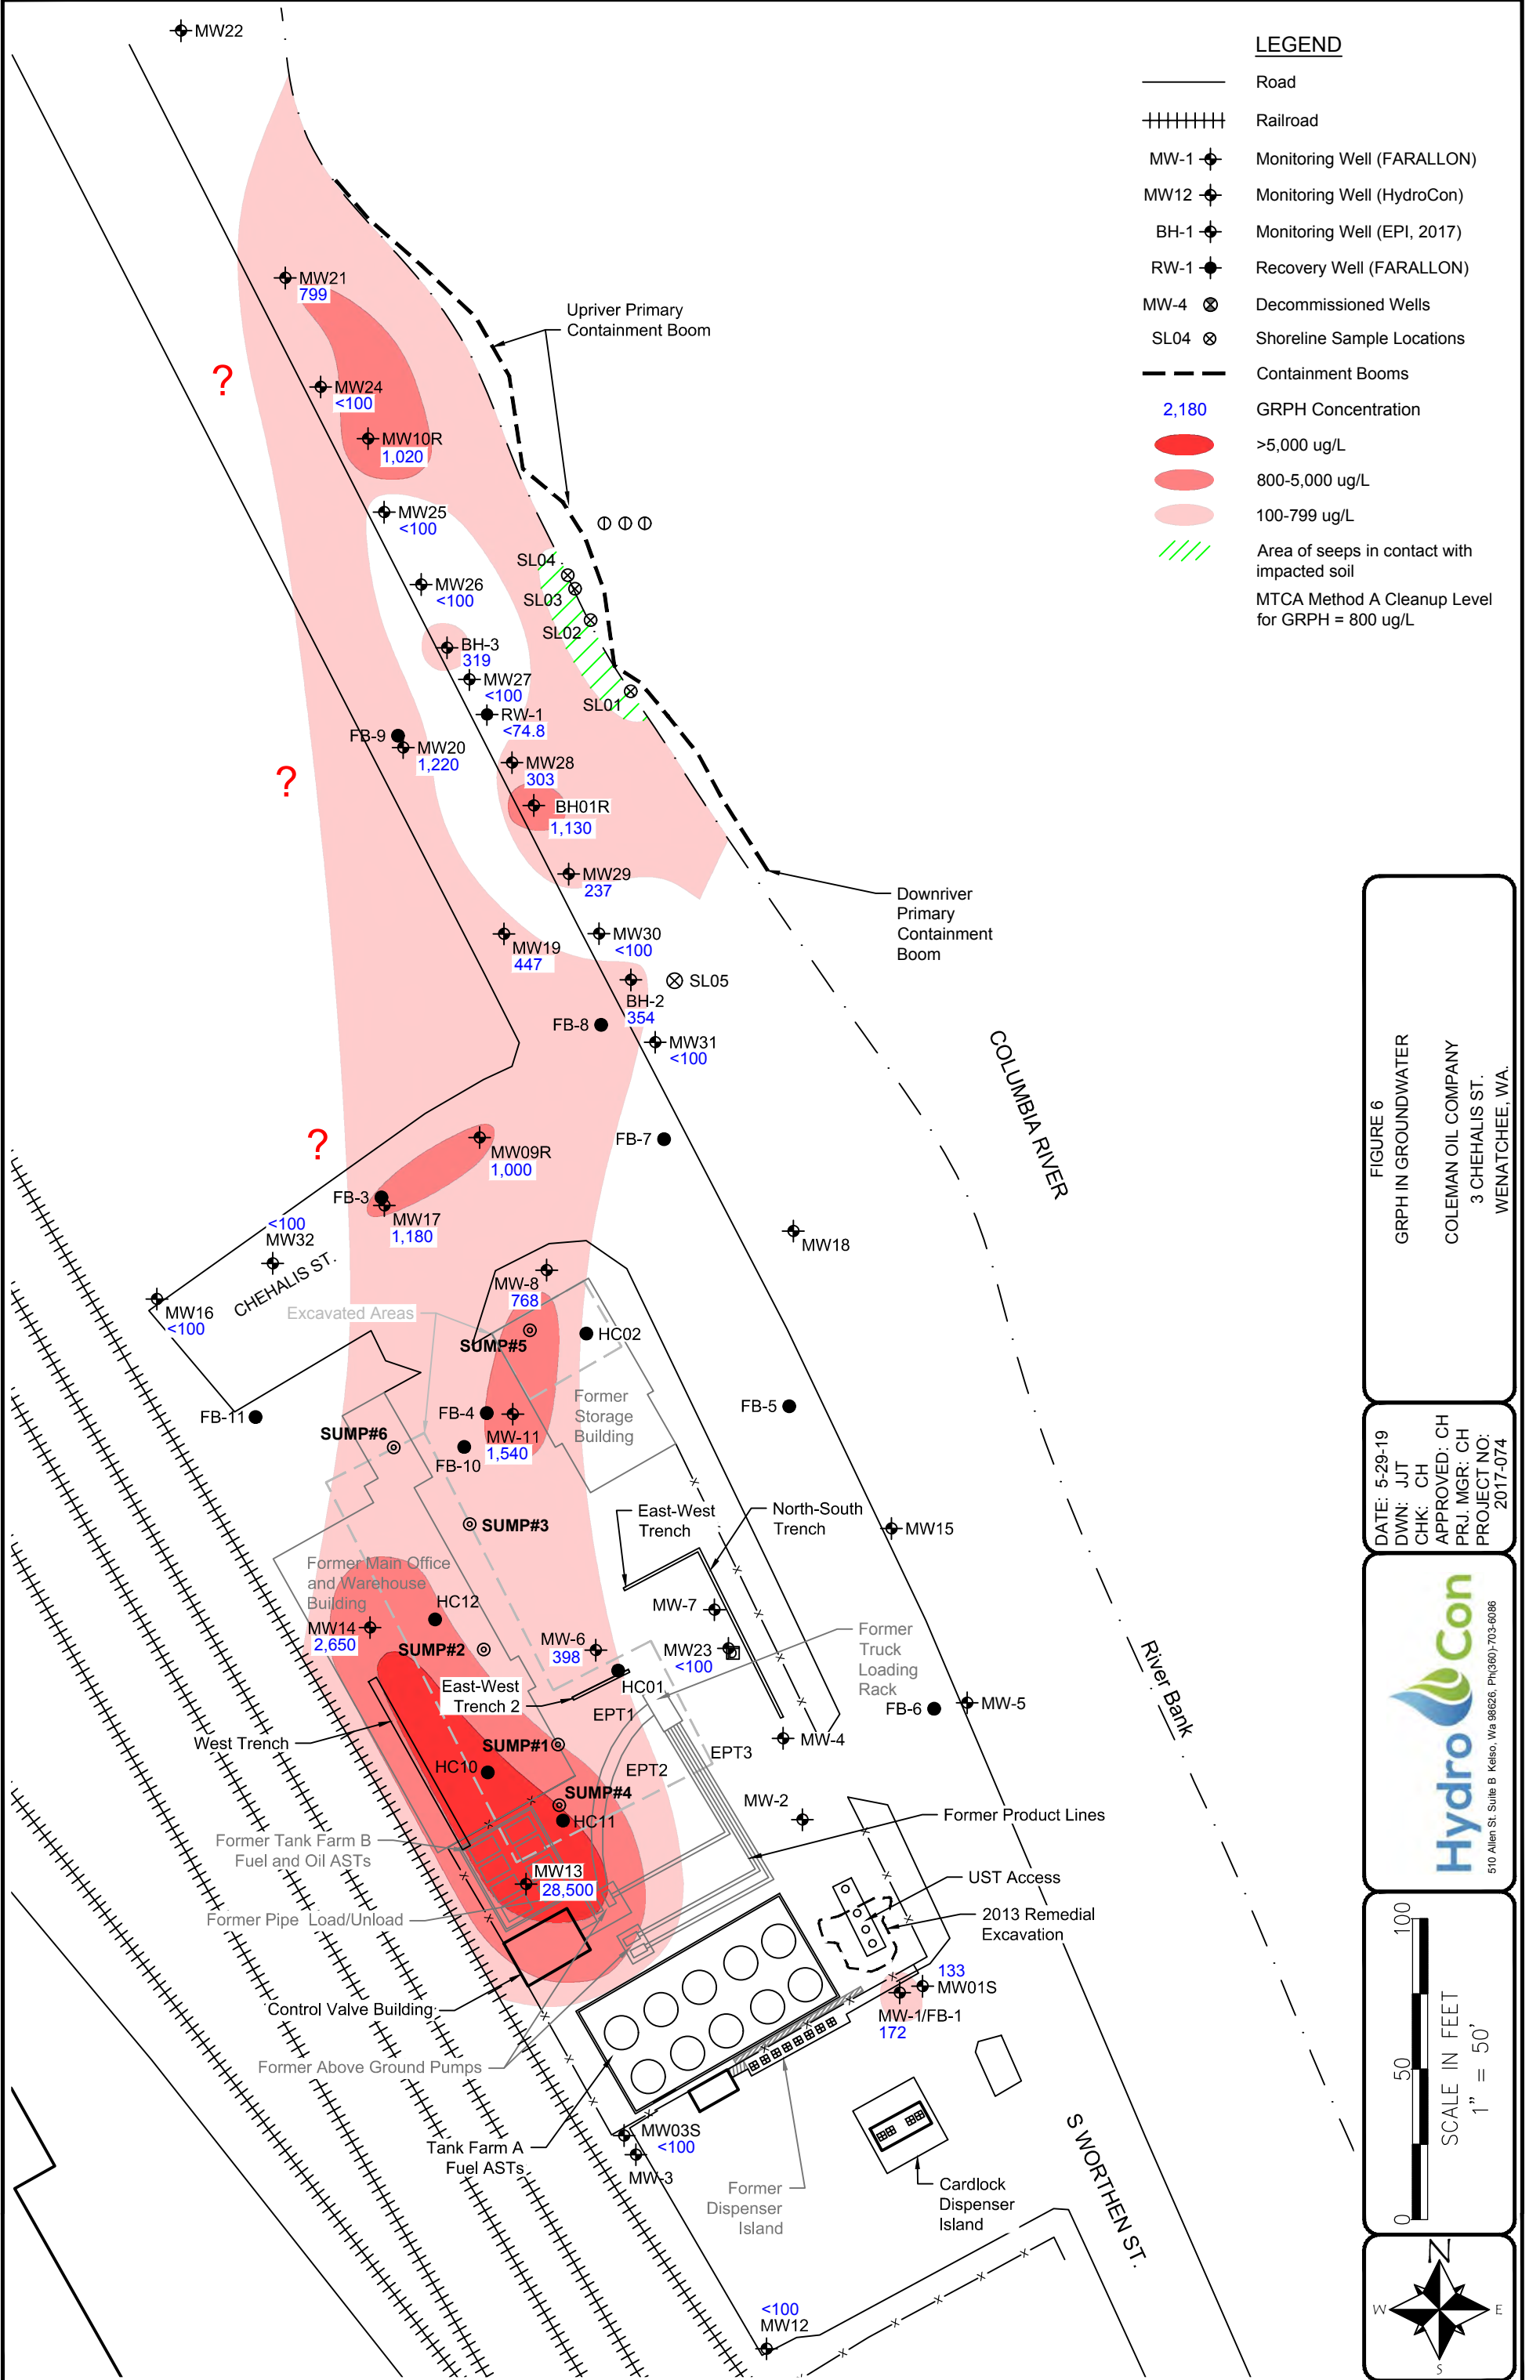 MW22
LEGEND
Road
Railroad
MW-1
Monitoring Well (FARALLON)
MW12
Monitoring Well (HydroCon)
BH-1
Monitoring Well (EPI, 2017)
RW-1
Recovery Well (FARALLON)
MW-4
Decommissioned Wells
SL04
Shoreline Sample Locations
Containment Booms
2,180
GRPH Concentration
>5,000 ug/L
800-5,000 ug/L
100-799 ug/L
Area of seeps in contact with
impacted soil
MTCA Method A Cleanup Level
for GRPH = 800 ug/L
MW21
799
Upriver Primary
Containment Boom
?
MW24
<100
MW10R
1,020
MW25
<100
SL04
SL03
SL02
SL01
MW26
<100
BH-3
319
MW27
<100
RW-1
<74.8
FB-9
MW20
1,220
?
MW28
303
BH01R
1,130
MW29
237
Downriver
Primary
Containment
Boom
MW19
447
MW30
<100
BH-2
354
SL05
FB-8
MW31
<100
COLUMBIA RIVER
?
MW09R
1,000
FB-7
FB-3
MW17
1,180
<100
MW32
CHEHALIS ST.
MW16
<100
MW18
MW-8
768
Excavated Areas
SUMP#5
HC02
Former
Storage
Building
FB-11
FB-4
MW-11
1,540
FB-5
SUMP#6
FB-10
SUMP#3
East-West
Trench
North-South
Trench
MW15
Former Main Office
and Warehouse
Building
HC12
MW14
2,650
SUMP#2
MW-6
398
MW-7
MW23
<100
Former
Truck
Loading
Rack
East-West
Trench 2
HC01
EPT1
FB-6
MW-5
River Bank
West Trench
SUMP#1
EPT3
MW-4
HC10
EPT2
SUMP#4
HC11
MW-2
Former Product Lines
Former Tank Farm B
Fuel and Oil ASTs
MW13
28,500
UST Access
Former Pipe Load/Unload
2013 Remedial
Excavation
133
MW01S
MW-1/FB-1
172
Control Valve Building
Former Above Ground Pumps
MW03S
<100
MW-3
Tank Farm A
Fuel ASTs
Former
Dispenser
Island
Cardlock
Dispenser
Island
S WORTHEN ST.
<100
MW12
FIGURE 6
GRPH IN GROUNDWATER
COLEMAN OIL COMPANY
3 CHEHALIS ST.
WENATCHEE, WA.
DATE: 5-29-19
DWN: JJT
CHK: CH
APPROVED: CH
PRJ. MGR: CH
PROJECT NO:
2017-074
HydroCon
510 Allen St. Suite B Kelso, Wa 98626, Ph(360)-703-6086
0 50 100
SCALE IN FEET
1" = 50'
N
W
E
S